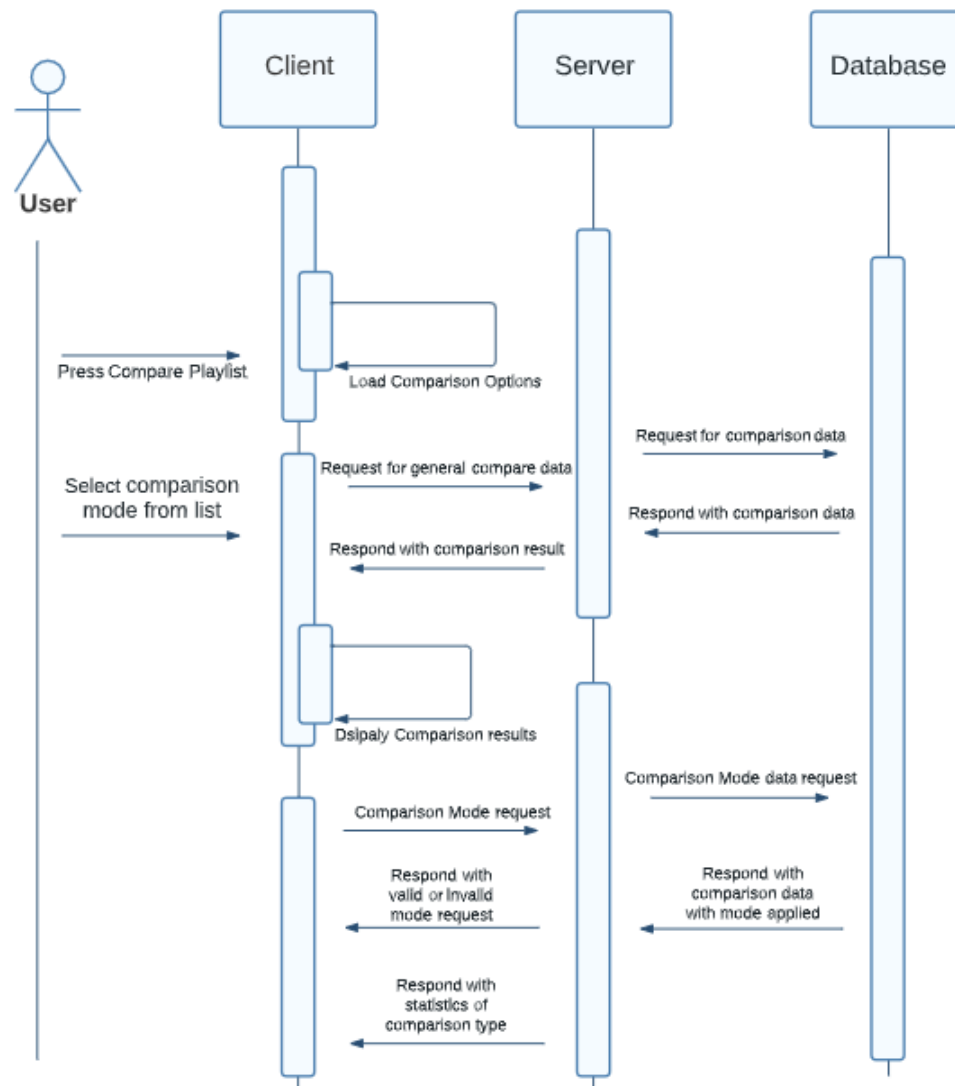 Client
Server
Database
User
Press Compare Playlist
Load Comparison Options
Request for comparison data
Request for general compare data
Select comparison
mode from list
Respond with comparison data
Respond with comparison result
Dsipaly Comparison results
Comparison Mode data request
Comparison Mode request
Respond with
valid or invalid
mode request
Respond with
comparison data
with mode applied
Respond with
statistics of
comparison type